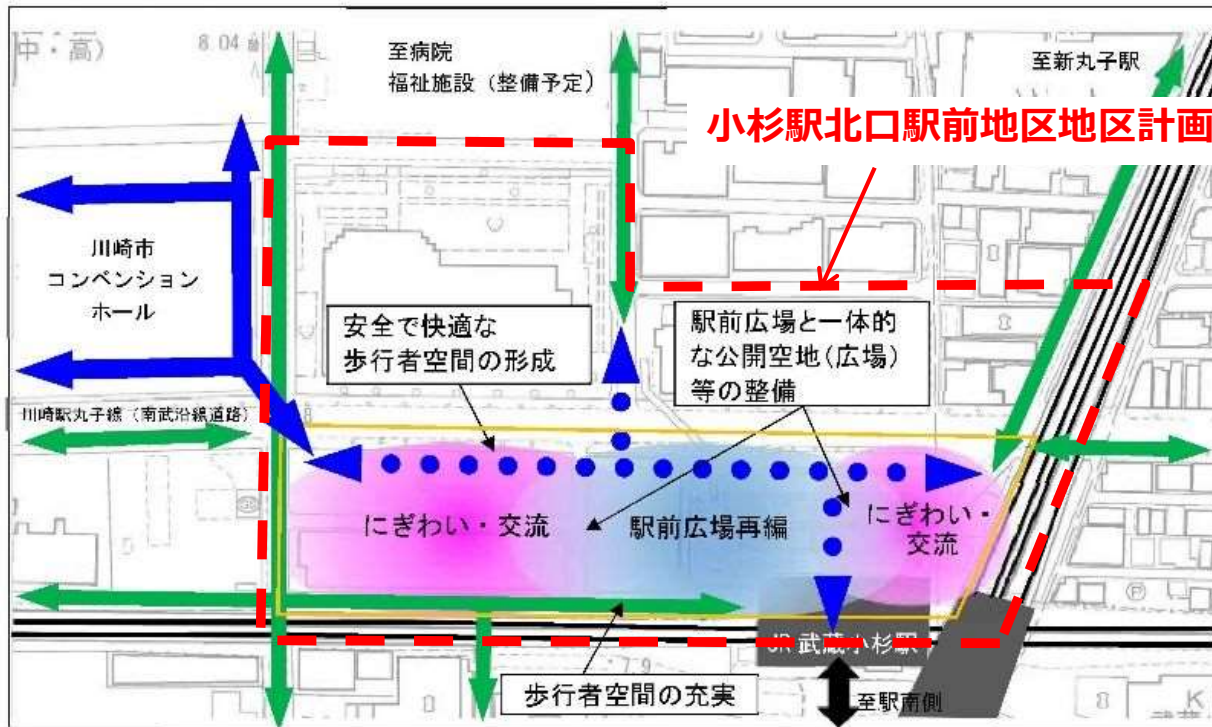 中・高)
8.04
至病院
福祉施設（整備予定）
至新丸子駅
小杉駅北口駅前地区地区計画
川崎市
コンベンション
ホール
安全で快適な
歩行者空間の形成
駅前広場と一体的
な公開空地(広場)
等の整備
川崎駅丸子線（南武沿線道路）
8
にぎわい・交流
駅前広場再編
にぎわい・
交流
P
JR 武蔵小杉駅
7.9
歩行者空間の充実
至駅南側
K